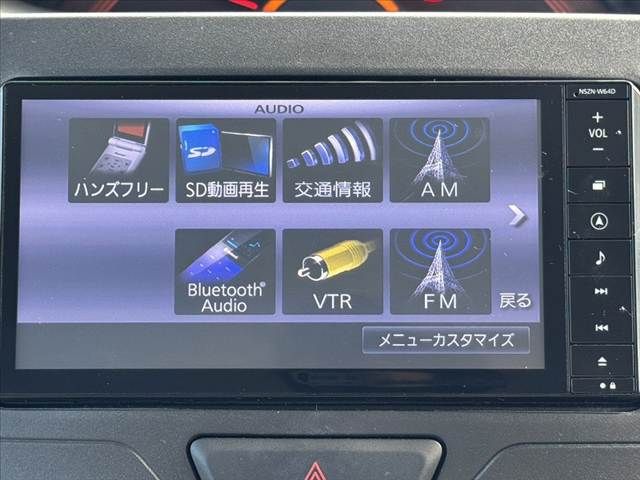 NSZN-W64D
AUDIO
ハンズフリー
SD動画再生
交通情報
AM
Bluetooth®
Audio
VTR
FM
戻る
メニューカスタマイズ
+
VOL
−